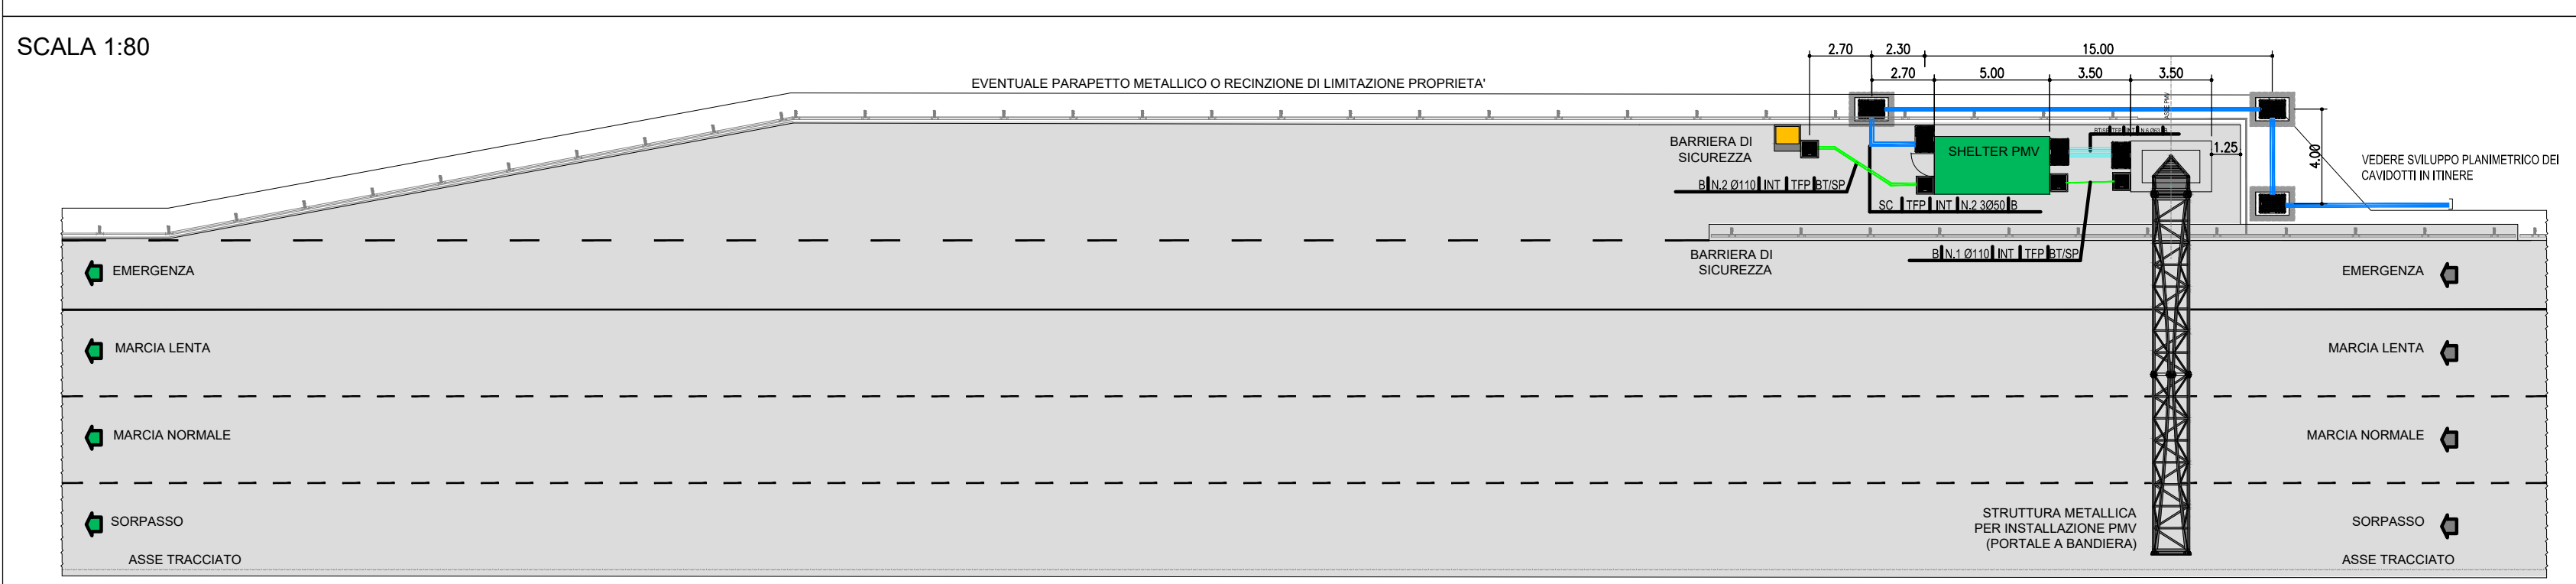 SCALA 1:80
2.70
2.30
15.00
2.70
5.00
3.50
3.50
EVENTUALE PARAPETTO METALLICO O RECINZIONE DI LIMITAZIONE PROPRIETA'
ASSE PMV
BARRIERA DI
SICUREZZA
SHELTER PMV
1.25
4.00
VEDERE SVILUPPO PLANIMETRICO DEI
CAVIDOTTI IN ITINERE
B N.2 Ø110 INT TFP BT/SP
SC TFP INT N.2 3Ø50 B
BARRIERA DI
SICUREZZA
B N.1 Ø110 INT TFP BT/SP
EMERGENZA
EMERGENZA
MARCIA LENTA
MARCIA LENTA
MARCIA NORMALE
MARCIA NORMALE
SORPASSO
STRUTTURA METALLICA
PER INSTALLAZIONE PMV
(PORTALE A BANDIERA)
SORPASSO
ASSE TRACCIATO
ASSE TRACCIATO